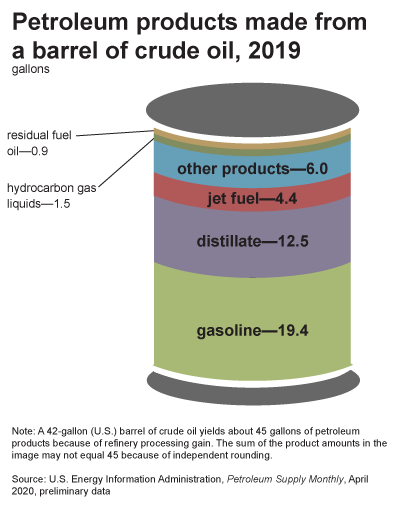 Petroleum products made from
a barrel of crude oil, 2019
gallons
residual fuel
oil—0.9
hydrocarbon gas
liquids—1.5
other products—6.0
jet fuel—4.4
distillate—12.5
gasoline—19.4
Note: A 42-gallon (U.S.) barrel of crude oil yields about 45 gallons of petroleum
products because of refinery processing gain. The sum of the product amounts in the
image may not equal 45 because of independent rounding.
Source: U.S. Energy Information Administration, Petroleum Supply Monthly, April
2020, preliminary data